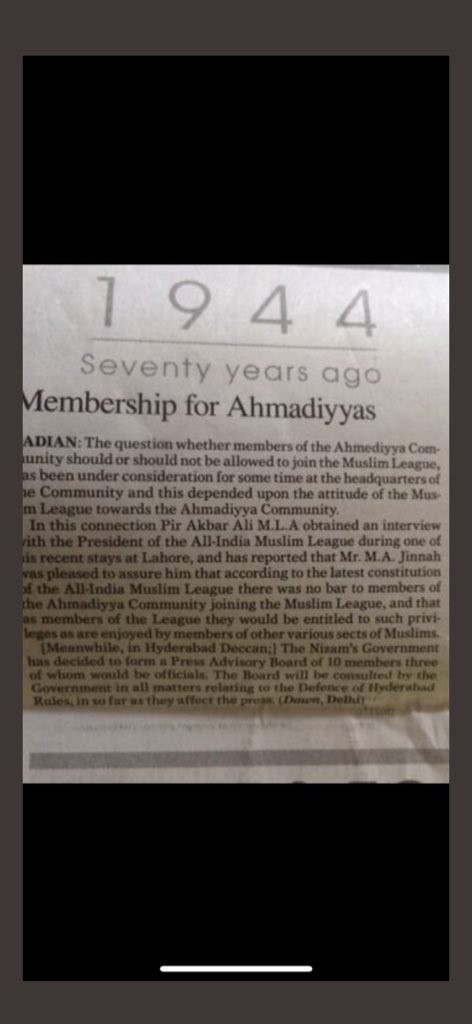 1944
Seventy years ago
Membership for Ahmadiyyas
ADIAN: The question whether members of the Ahmediyya Com-
unity should or should not be allowed to join the Muslim League,
as been under consideration for some time at the headquarters of
e Community and this depended upon the attitude of the Mus-
m League towards the Ahmadiyya Community.
In this connection Pir Akbar Ali M.L.A obtained an interview
ith the President of the All-India Muslim League during one of
is recent stays at Lahore, and has reported that Mr. M.A. Jinnah
was pleased to assure him that according to the latest constitution
of the All-India Muslim League there was no bar to members of
the Ahmadiyya Community joining the Muslim League, and that
as members of the League they would be entitled to such privi-
leges as are enjoyed by members of other various sects of Muslims.
[Meanwhile, in Hyderabad Deccan;] The Nizam's Government
has decided to form a Press Advisory Board of 10 members three
of whom would be officials. The Board will be consulted by the
Government in all matters relating to the Defence of Hyderabad
Rules, in so far as they affect the press. (Dawn, Delhi)